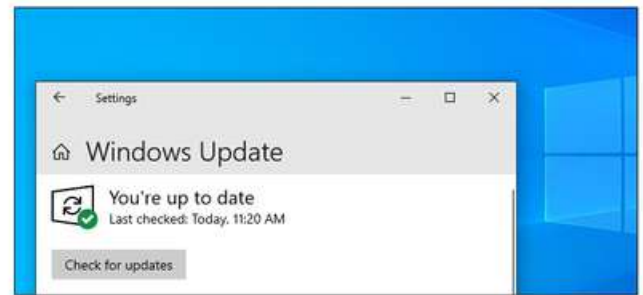 Settings
Windows Update
You're up to date
Last checked: Today, 11:20 AM
Check for updates